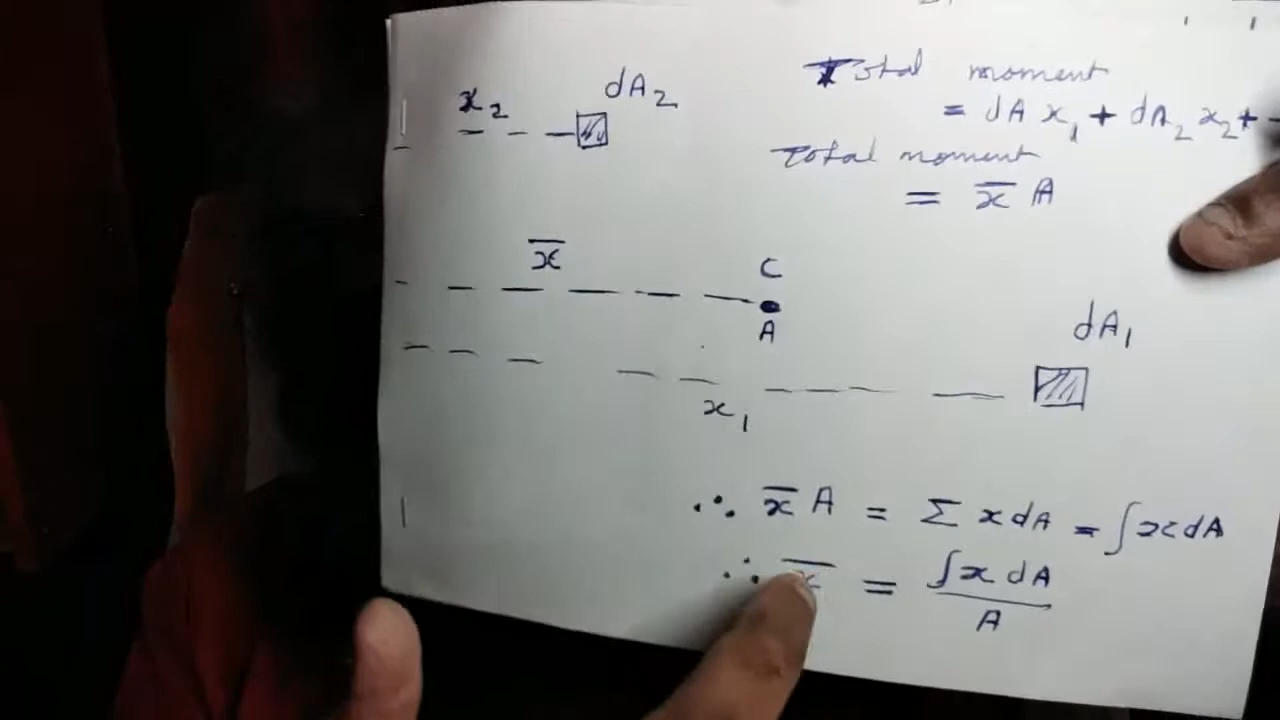 x₂ dA₂
Total moment
= dA x₁ + dA₂ x₂ +
Total moment
= x̅ A
x̅
C
A
dA₁
x₁
∴ x̅ A = Σ x dA = ∫ x dA
∴ x̅ = ∫ x dA / A